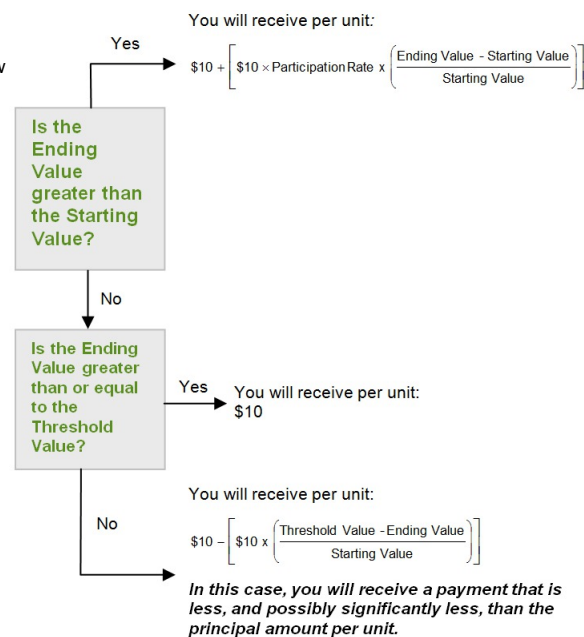 You will receive per unit:
Yes
w
$10 + [$10 × Participation Rate x (Ending Value - Starting Value / Starting Value)]
Is the
Ending
Value
greater than
the Starting
Value?
No
Is the Ending
Value greater
than or equal
to the
Threshold
Value?
Yes
You will receive per unit:
$10
You will receive per unit:
No
$10 – [$10 x (Threshold Value - Ending Value / Starting Value)]
In this case, you will receive a payment that is
less, and possibly significantly less, than the
principal amount per unit.